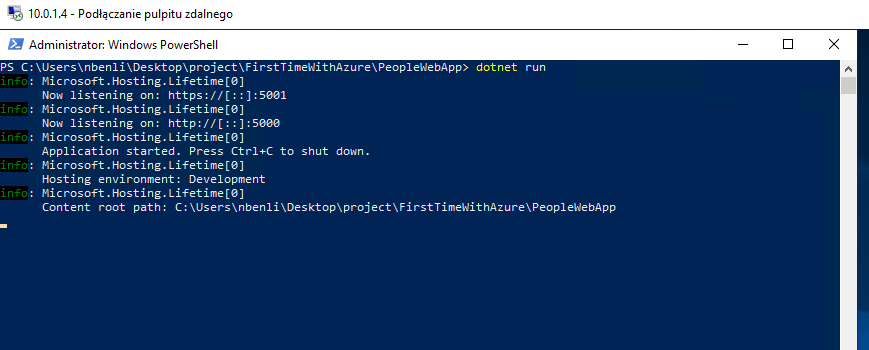 10.0.1.4 - Podłączanie pulpitu zdalnego
Administrator: Windows PowerShell
PS C:\Users\nbenli\Desktop\project\FirstTimeWithAzure\PeopleWebApp> dotnet run
info: Microsoft.Hosting.Lifetime[0]
Now listening on: https://[::]:5001
info: Microsoft.Hosting.Lifetime[0]
Now listening on: http://[::]:5000
info: Microsoft.Hosting.Lifetime[0]
Application started. Press Ctrl+C to shut down.
info: Microsoft.Hosting.Lifetime[0]
Hosting environment: Development
info: Microsoft.Hosting.Lifetime[0]
Content root path: C:\Users\nbenli\Desktop\project\FirstTimeWithAzure\PeopleWebApp